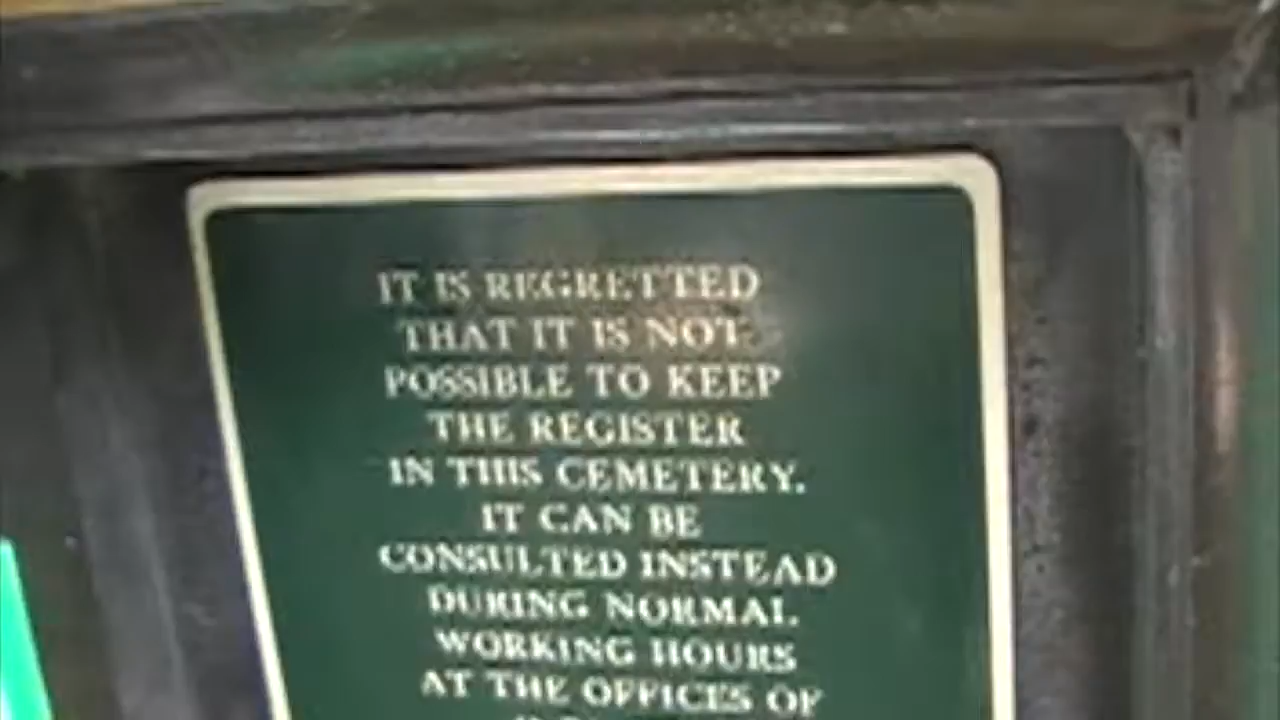 IT IS REGRETTED
THAT IT IS NOT
POSSIBLE TO KEEP
THE REGISTER
IN THIS CEMETERY.
IT CAN BE
CONSULTED INSTEAD
DURING NORMAL
WORKING HOURS
AT THE OFFICES OF